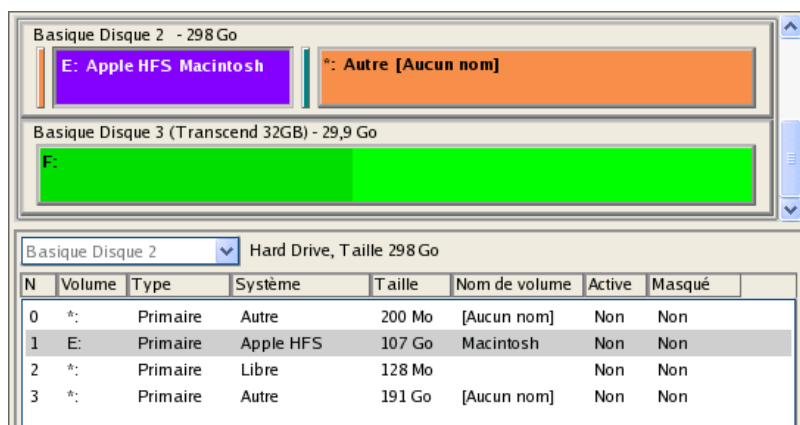 Basique Disque 2 - 298 Go
E: Apple HFS Macintosh
*: Autre [Aucun nom]
Basique Disque 3 (Transcend 32GB) - 29,9 Go
F:
Basique Disque 2 Hard Drive, Taille 298 Go
N Volume Type Système Taille Nom de volume Active Masqué
0 *: Primaire Autre 200 Mo [Aucun nom] Non Non
1 E: Primaire Apple HFS 107 Go Macintosh Non Non
2 *: Primaire Libre 128 Mo Non Non
3 *: Primaire Autre 191 Go [Aucun nom] Non Non